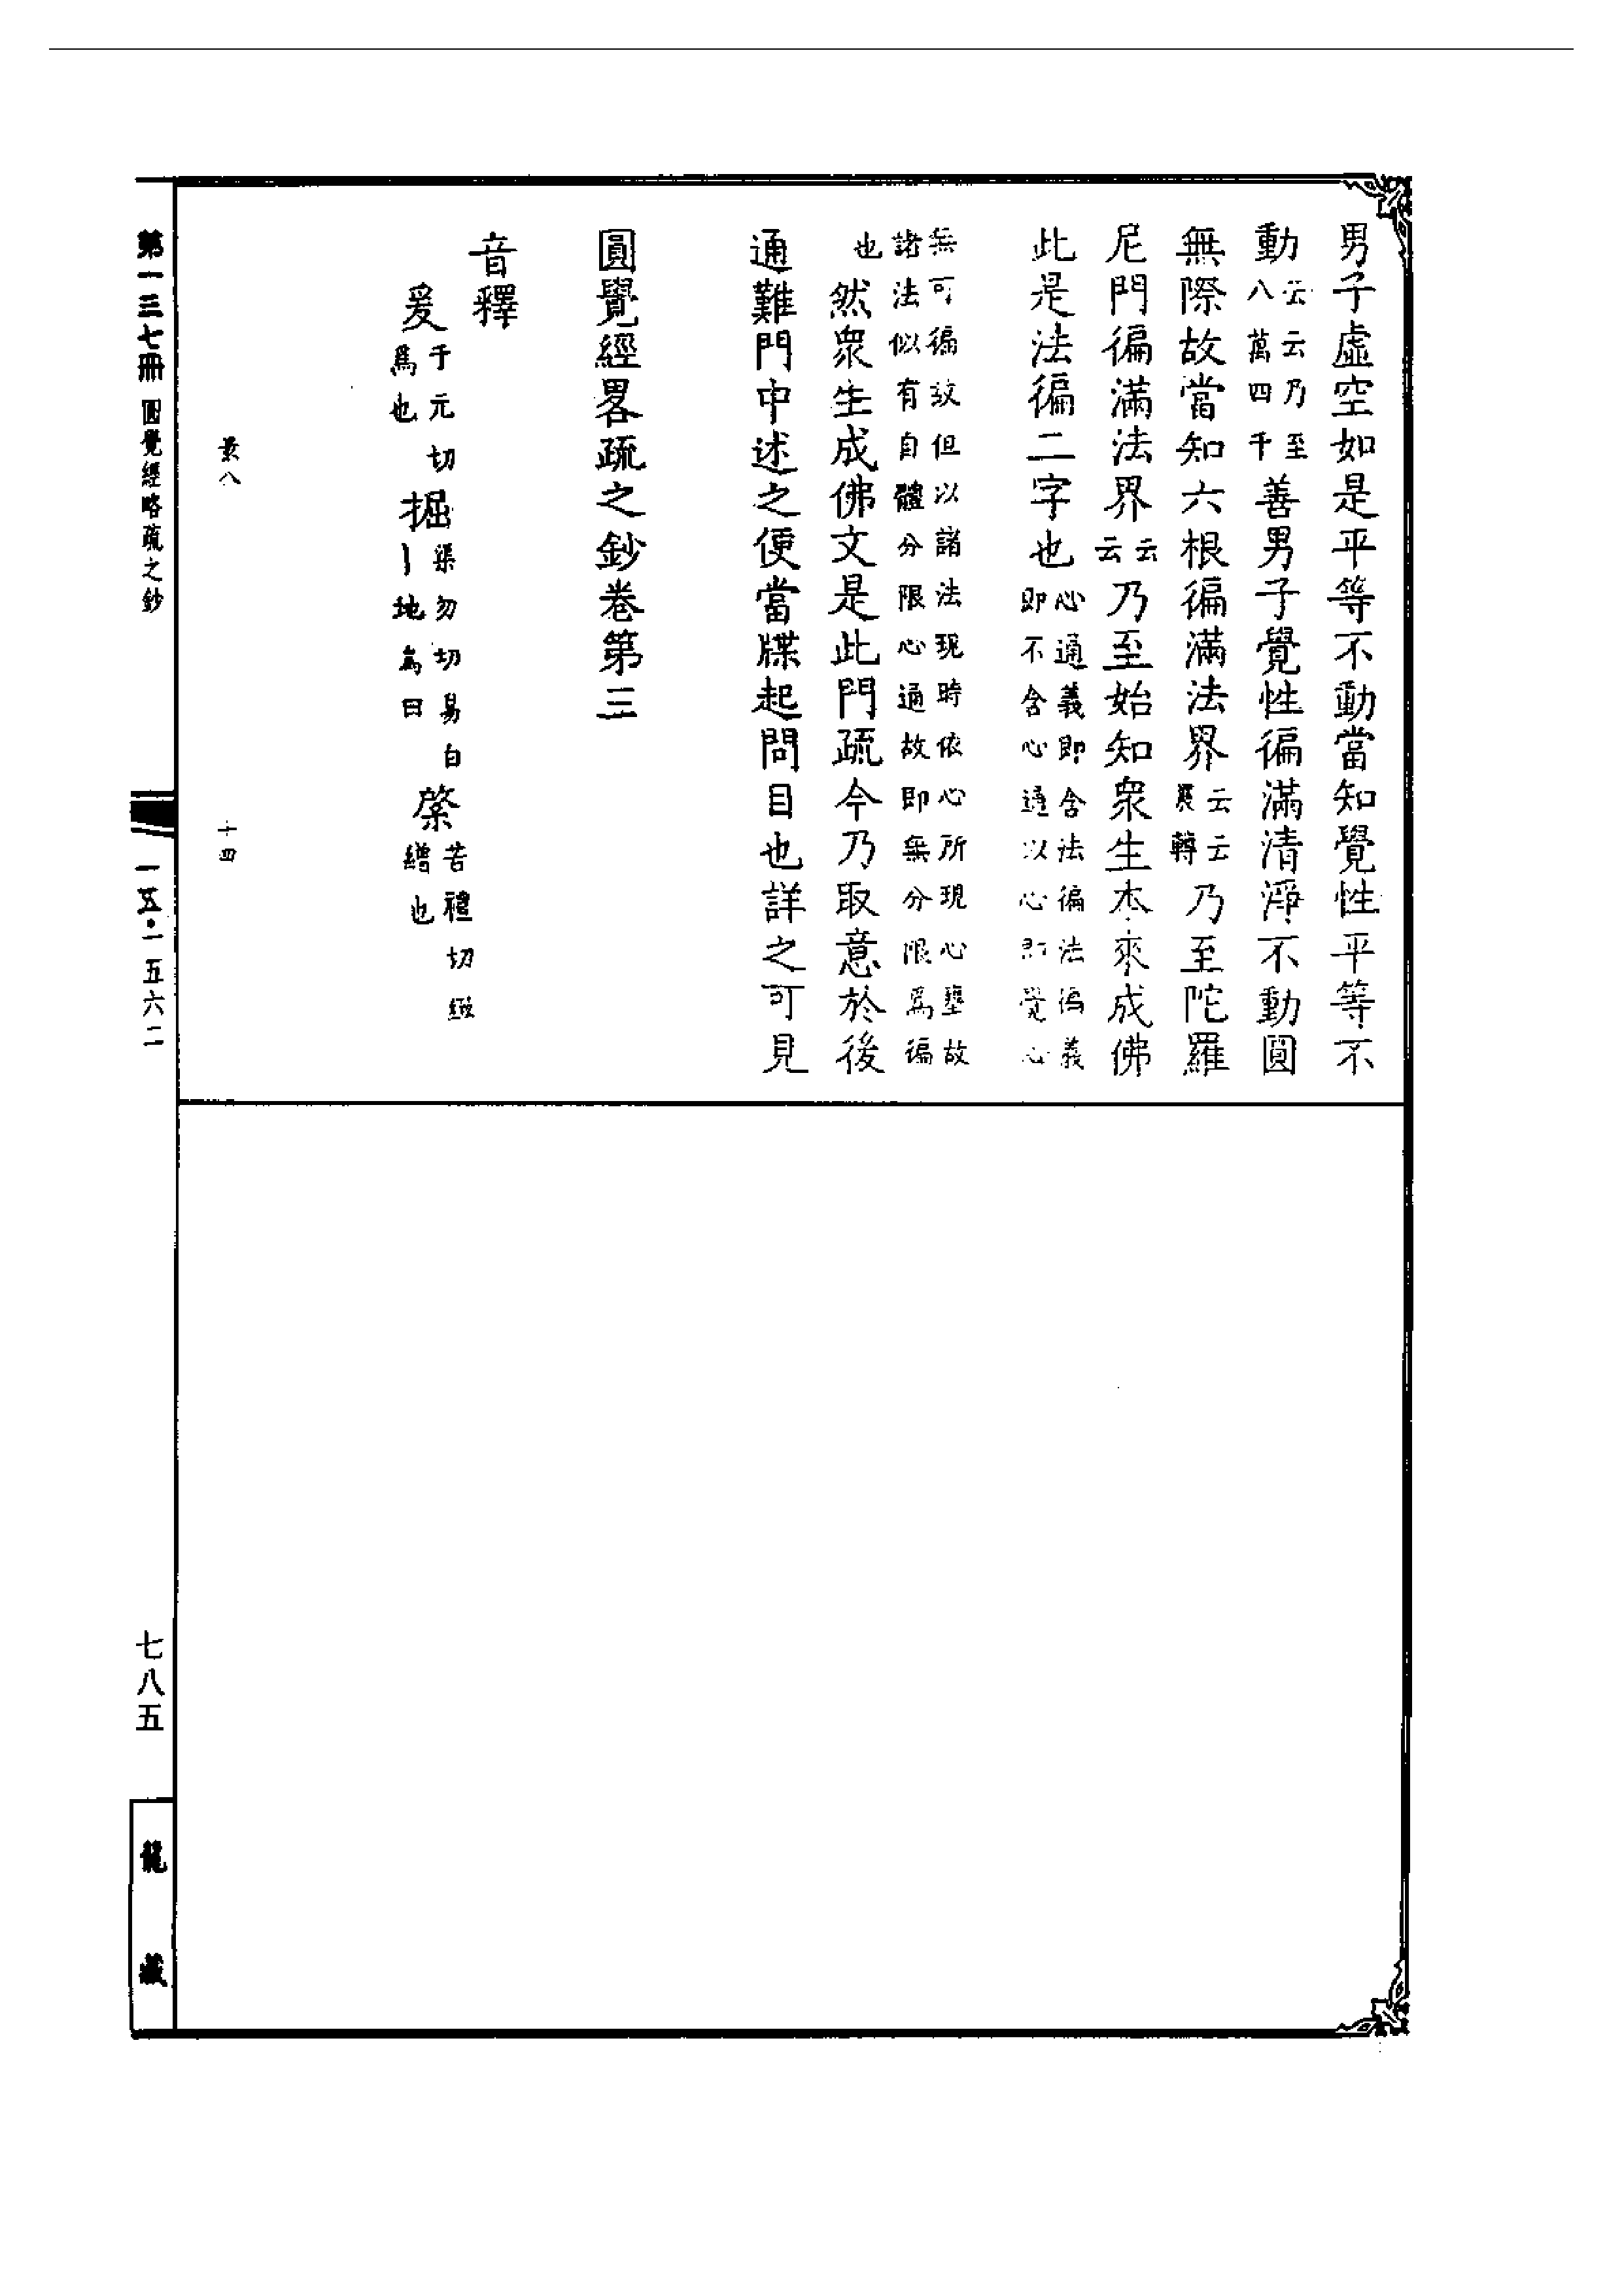 男子虛空如是平等不動當知覺性平等不
動云云乃至八萬四千善男子覺性徧滿清淨不動圓
無際故當知六根徧滿法界云云展轉乃至陀羅
尼門徧滿法界云云乃至始知衆生本來成佛
此是法徧二字也心通義即含法徧法徧義即不含心通以心即覺心
無可徧故但以諸法現時依心所現心壅故諸法似有自體分限心通故即無分限爲徧
也然衆生成佛文是此門疏今乃取意於後
通難門中述之便當牒起問目也詳之可見
圓覺經畧疏之鈔卷第三
音釋
爰于元切爲也掘渠勿切易白丨地爲曰綮苦禮切緻繒也
景八
十四
第一三七冊 圓覺經略疏之鈔
一五·一五六二
七八五
龍藏